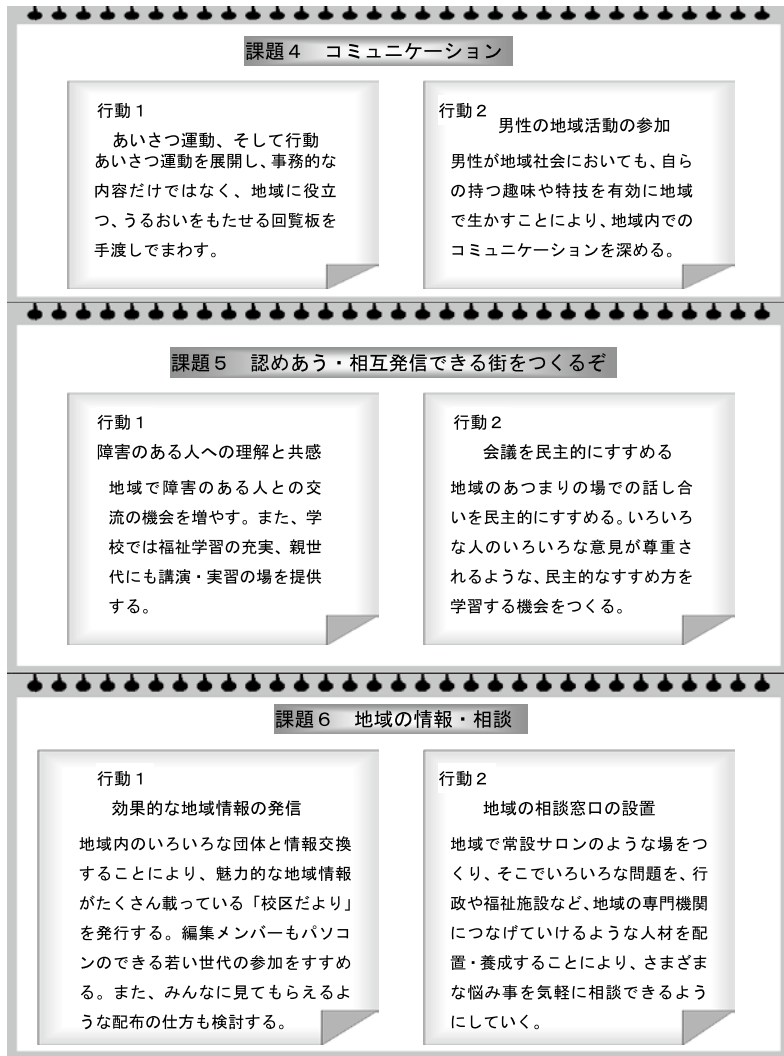 課題４　コミュニケーション
行動１
あいさつ運動、そして行動
あいさつ運動を展開し、事務的な
内容だけではなく、地域に役立
つ、うるおいをもたせる回覧板を
手渡しでまわす。
行動２
男性の地域活動の参加
男性が地域社会においても、自ら
の持つ趣味や特技を有効に地域
で生かすことにより、地域内での
コミュニケーションを深める。
課題５　認めあう・相互発信できる街をつくるぞ
行動１
障害のある人への理解と共感
地域で障害のある人との交
流の機会を増やす。また、学
校では福祉学習の充実、親世
代にも講演・実習の場を提供
する。
行動２
会議を民主的にすすめる
地域のあつまりの場での話し合
いを民主的にすすめる。いろいろ
な人のいろいろな意見が尊重さ
れるような、民主的なすすめ方を
学習する機会をつくる。
課題６　地域の情報・相談
行動１
効果的な地域情報の発信
地域内のいろいろな団体と情報交換
することにより、魅力的な地域情報
がたくさん載っている「校区だより」
を発行する。編集メンバーもパソコ
ンのできる若い世代の参加をすすめ
る。また、みんなに見てもらえるよ
うな配布の仕方も検討する。
行動２
地域の相談窓口の設置
地域で常設サロンのような場をつ
くり、そこでいろいろな問題を、行
政や福祉施設など、地域の専門機関
につなげていけるような人材を配
置・養成することにより、さまざま
な悩み事を気軽に相談できるよう
にしていく。